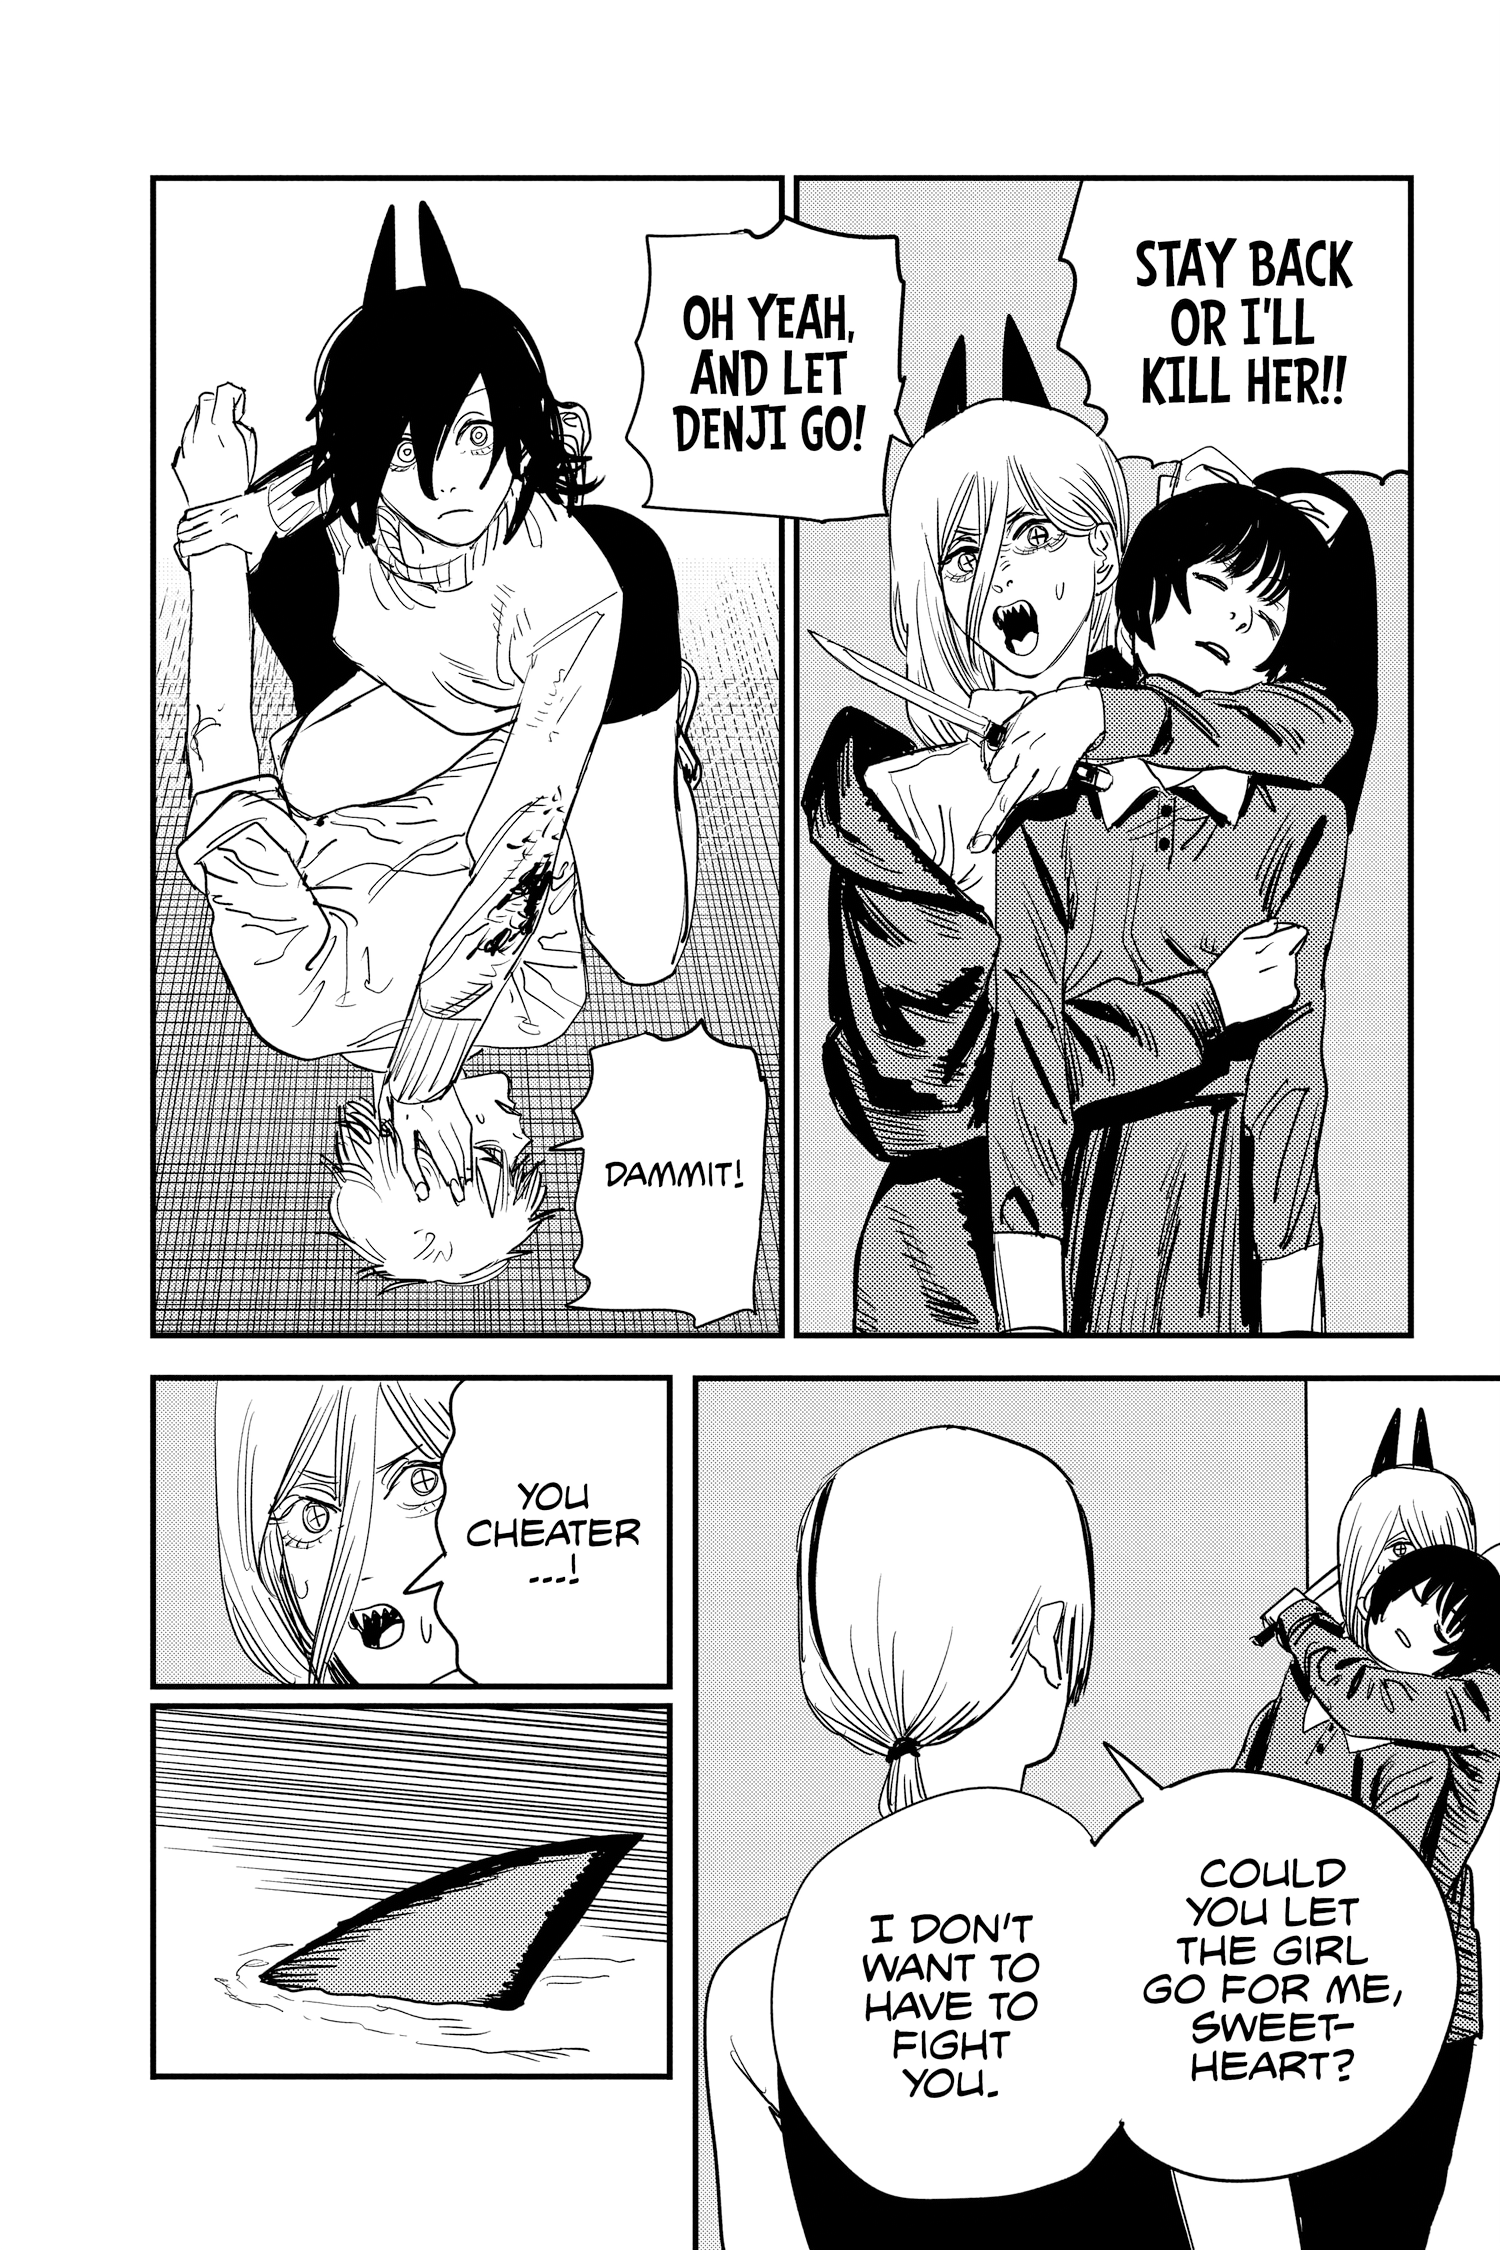 STAY BACK
OR I'LL
KILL HER!!
OH YEAH,
AND LET
DENJI GO!
DAMMIT!
COULD
YOU LET
THE GIRL
GO FOR ME,
SWEET-
HEART?
I DON'T
WANT TO
HAVE TO
FIGHT
YOU.
YOU
CHEATER
...!